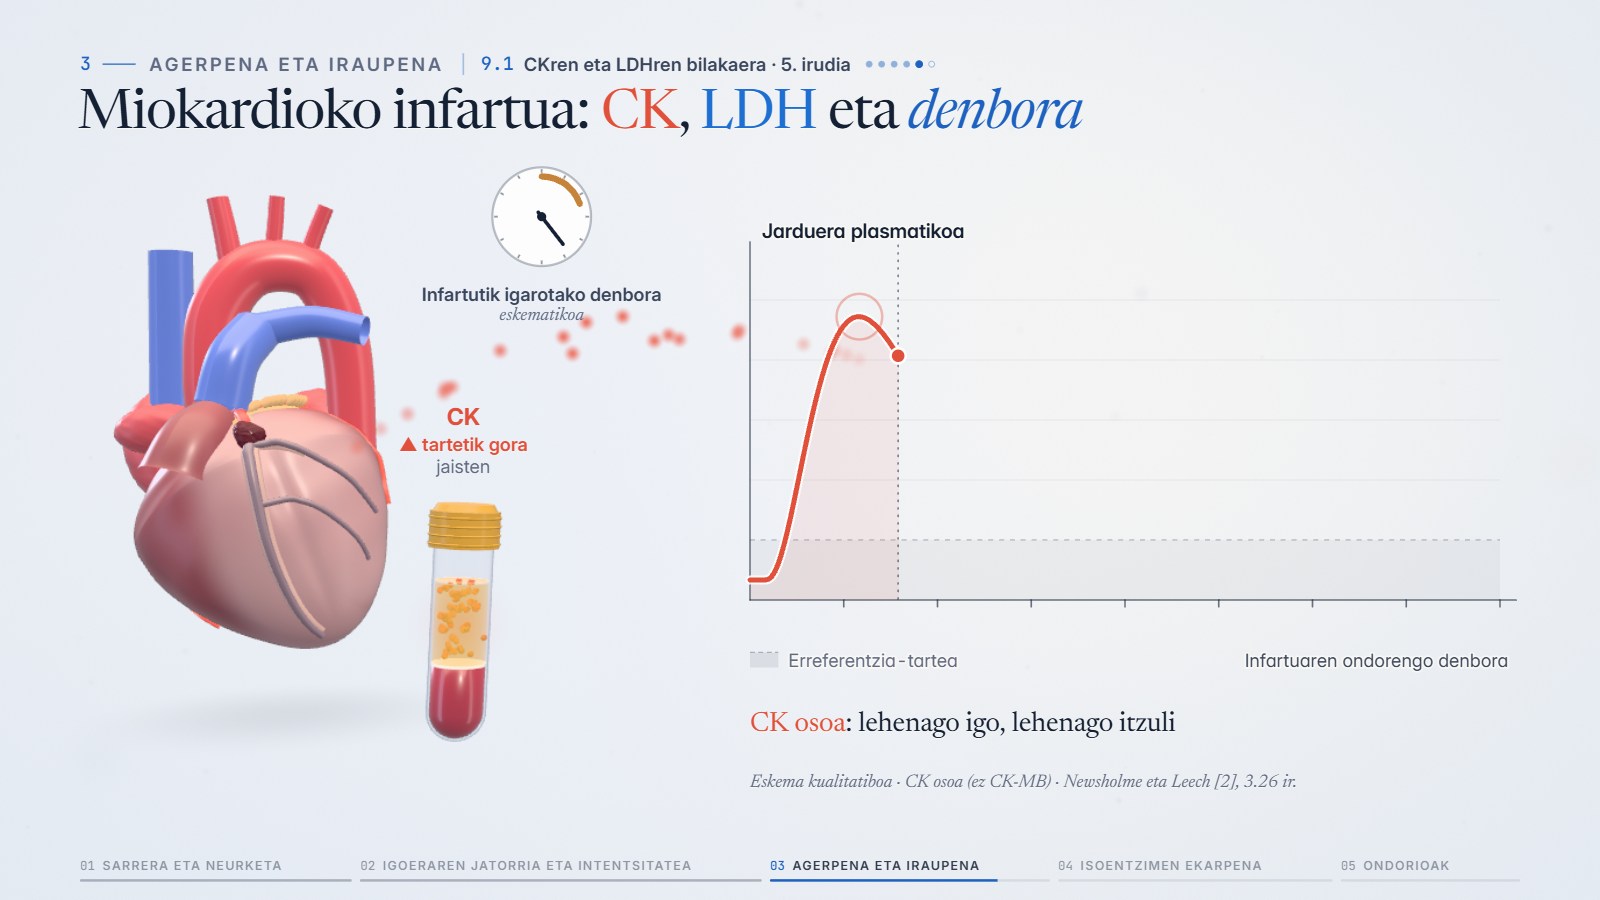 3 AGERPENA ETA IRAUPENA 9.1 CKren eta LDHren bilakaera · 5. irudia
Miokardioko infartua: CK, LDH eta denbora
Infartutik igarotako denbora
eskematikoa
CK
▲ tartetik gora
jaisten
Jarduera plasmatikoa
Erreferentzia-tartea
Infartuaren ondorengo denbora
CK osoa: lehenago igo, lehenago itzuli
Eskema kualitatiboa · CK osoa (ez CK-MB) · Newsholme eta Leech [2], 3.26 ir.
01 SARRERA ETA NEURKETA
02 IGOERAREN JATORRIA ETA INTENTSITATEA
03 AGERPENA ETA IRAUPENA
04 ISOENTZIMEN EKARPENA
05 ONDORIOAK